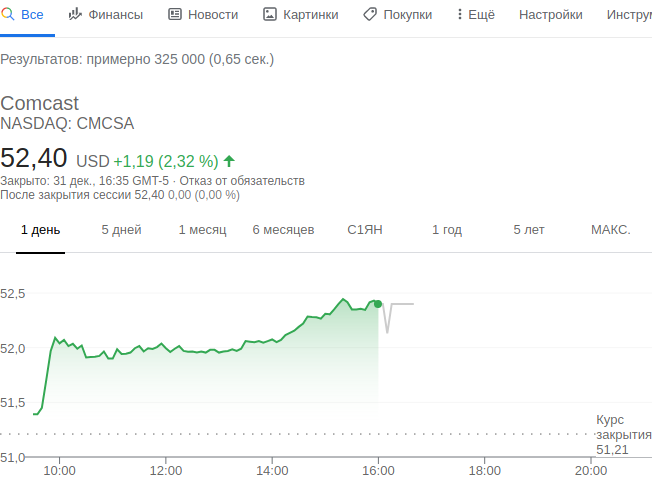 Все Финансы Новости Картинки Покупки Ещё Настройки Инстру
Результатов: примерно 325 000 (0,65 сек.)
Comcast
NASDAQ: CMCSA
52,40 USD +1,19 (2,32 %)
Закрыто: 31 дек., 16:35 GMT-5 · Отказ от обязательств
После закрытия сессии 52,40 0,00 (0,00 %)
1 день 5 дней 1 месяц 6 месяцев С1ЯН 1 год 5 лет МАКС.
52,5
52,0
51,5
Курс
закрытия
51,21
51,0
10:00 12:00 14:00 16:00 18:00 20:00